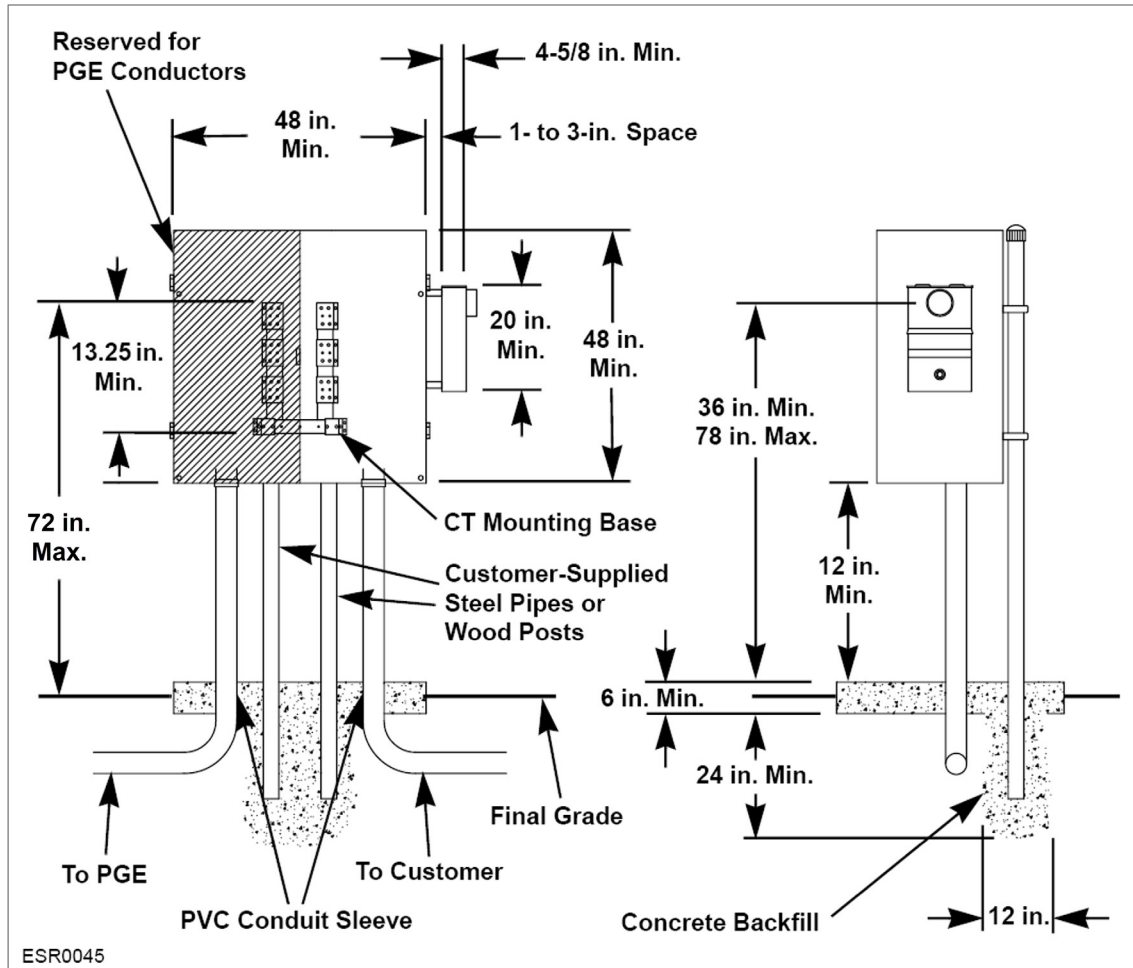 Reserved for
PGE Conductors
4-5/8 in. Min.
48 in.
Min.
1- to 3-in. Space
13.25 in.
Min.
20 in.
Min.
48 in.
Min.
36 in. Min.
78 in. Max.
72 in.
Max.
CT Mounting Base
Customer-Supplied
Steel Pipes or
Wood Posts
12 in.
Min.
6 in. Min.
24 in. Min.
Final Grade
To PGE
To Customer
PVC Conduit Sleeve
Concrete Backfill
12 in.
ESR0045